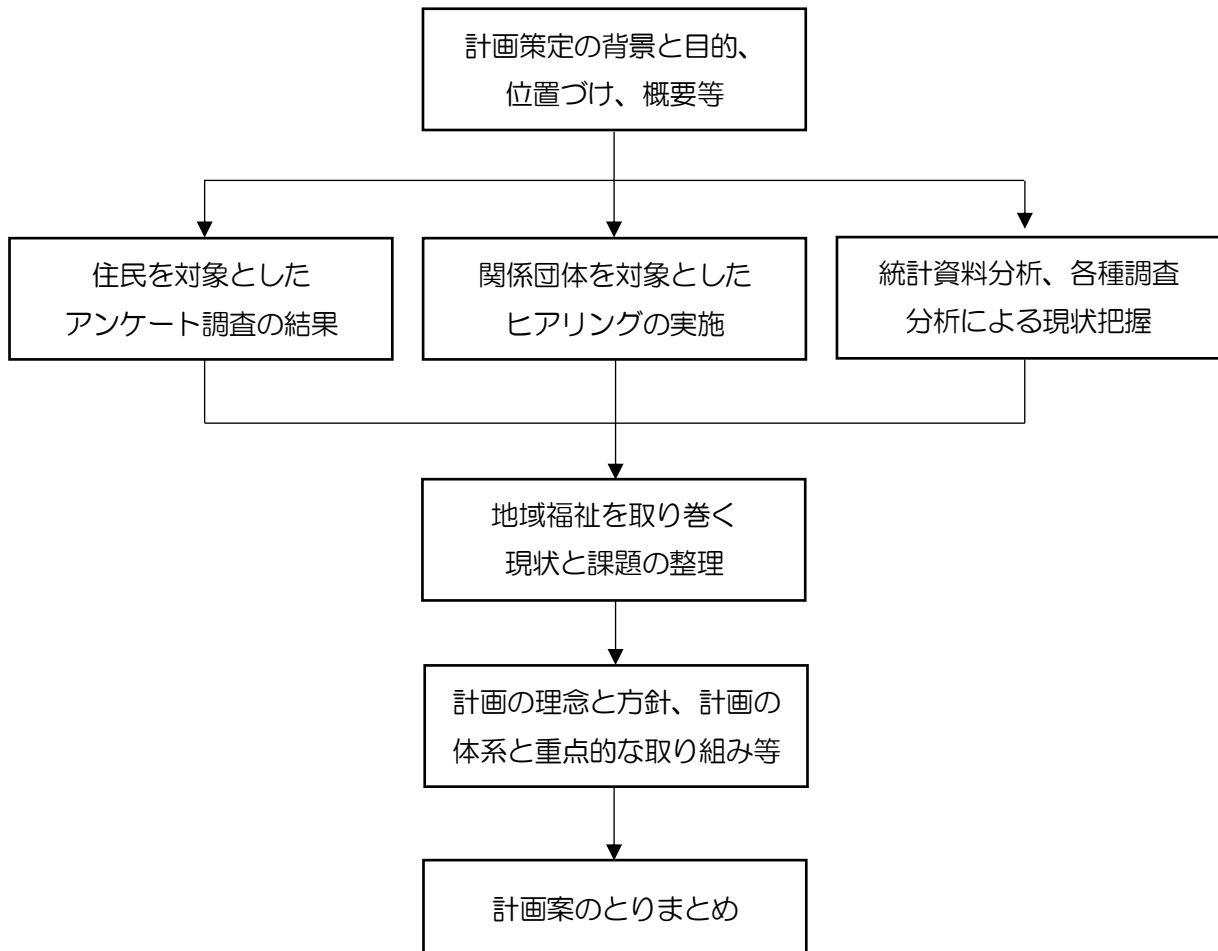 計画策定の背景と目的、
位置づけ、概要等
住民を対象とした
アンケート調査の結果
関係団体を対象とした
ヒアリングの実施
統計資料分析、各種調査
分析による現状把握
地域福祉を取り巻く
現状と課題の整理
計画の理念と方針、計画の
体系と重点的な取り組み等
計画案のとりまとめ